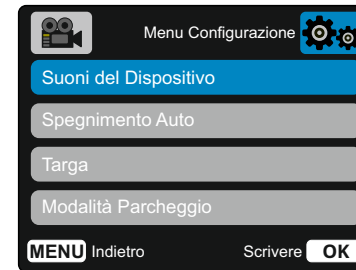 Menu Configurazione
Suoni del Dispositivo
Spegnimento Auto
Targa
Modalità Parcheggio
MENU Indietro Scrivere OK